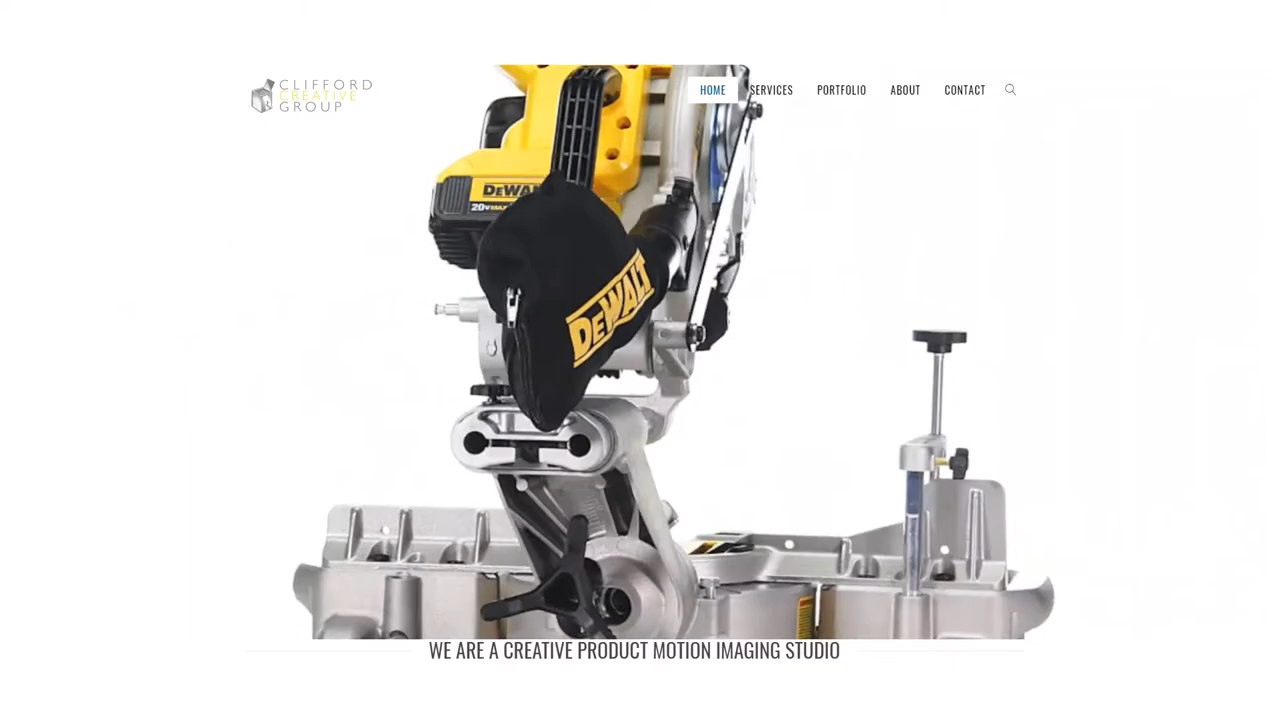 CLIFFORD
CREATIVE
GROUP
HOME
SERVICES
PORTFOLIO
ABOUT
CONTACT
DEWALT
20V MAX
DEWALT
WE ARE A CREATIVE PRODUCT MOTION IMAGING STUDIO